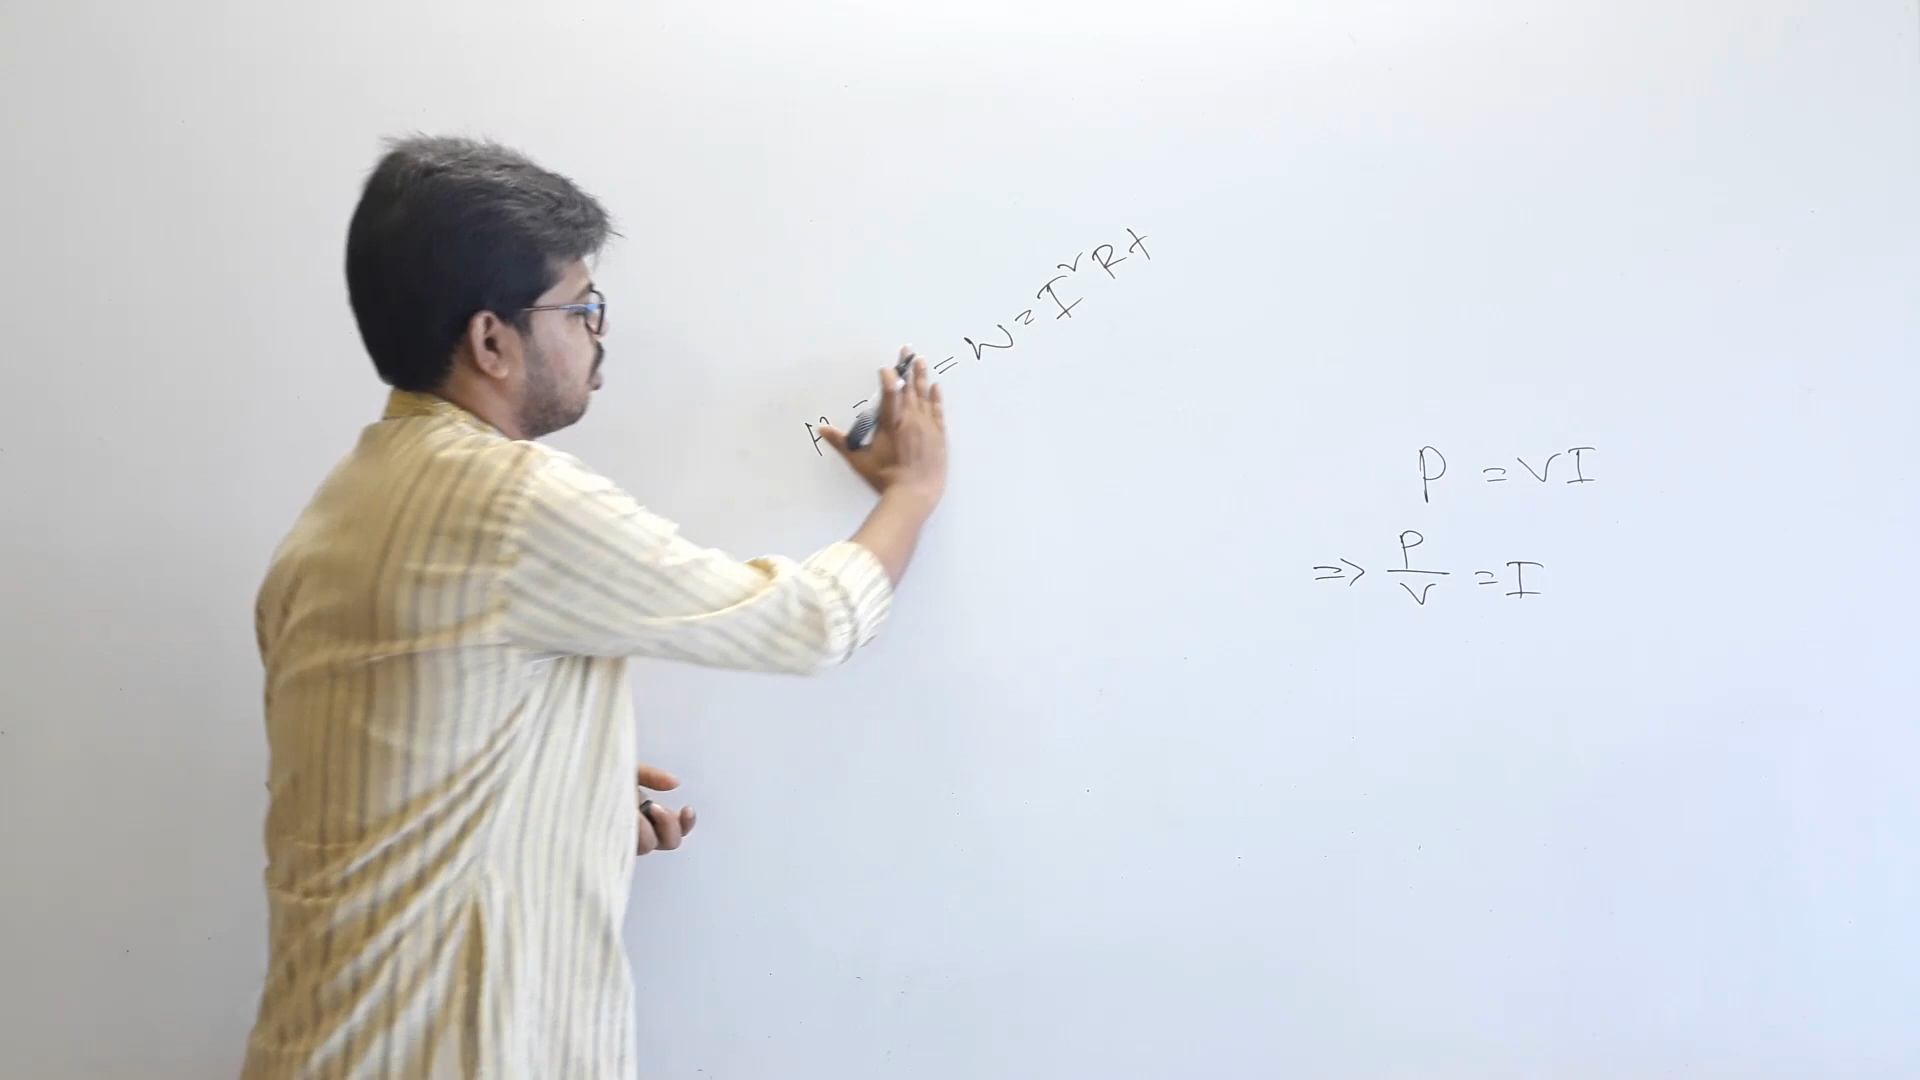 H = = W = I²Rt
P = VI
=> P/V = I